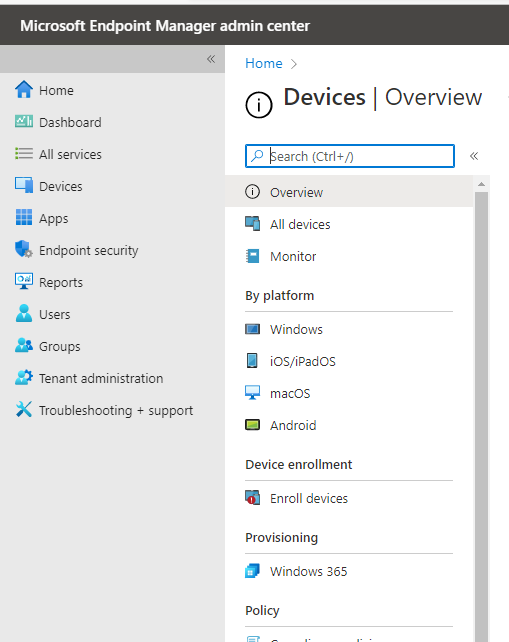 Microsoft Endpoint Manager admin center
«
Home
Dashboard
All services
Devices
Apps
Endpoint security
Reports
Users
Groups
Tenant administration
Troubleshooting + support
Home >
Devices | Overview
Search (Ctrl+/)
«
Overview
All devices
Monitor
By platform
Windows
iOS/iPadOS
macOS
Android
Device enrollment
Enroll devices
Provisioning
Windows 365
Policy